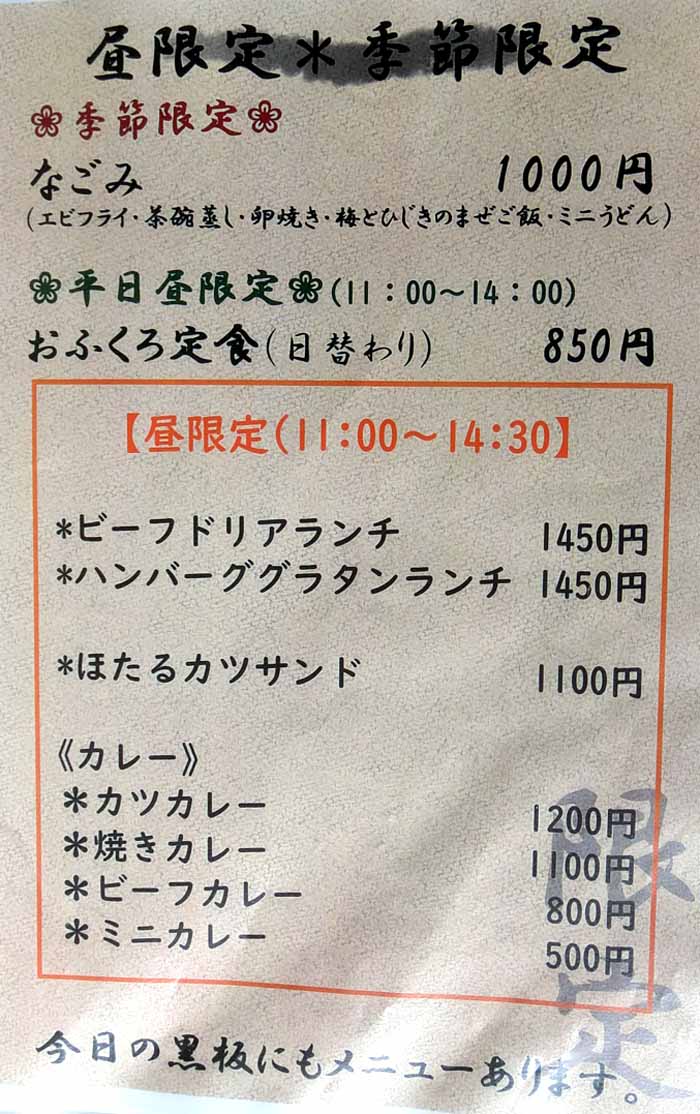 昼限定＊季節限定
❀季節限定❀
なごみ 1000円
(エビフライ・茶碗蒸し・卵焼き・梅とひじきのまぜご飯・ミニうどん)
❀平日昼限定❀(11：00～14：00)
おふくろ定食(日替わり) 850円
【昼限定(11:00～14:30】
*ビーフドリアランチ 1450円
*ハンバーググラタンランチ 1450円
*ほたるカツサンド 1100円
《カレー》
＊カツカレー 1200円
＊焼きカレー 1100円
＊ビーフカレー 800円
＊ミニカレー 500円
限定
今日の黒板にもメニューあります。